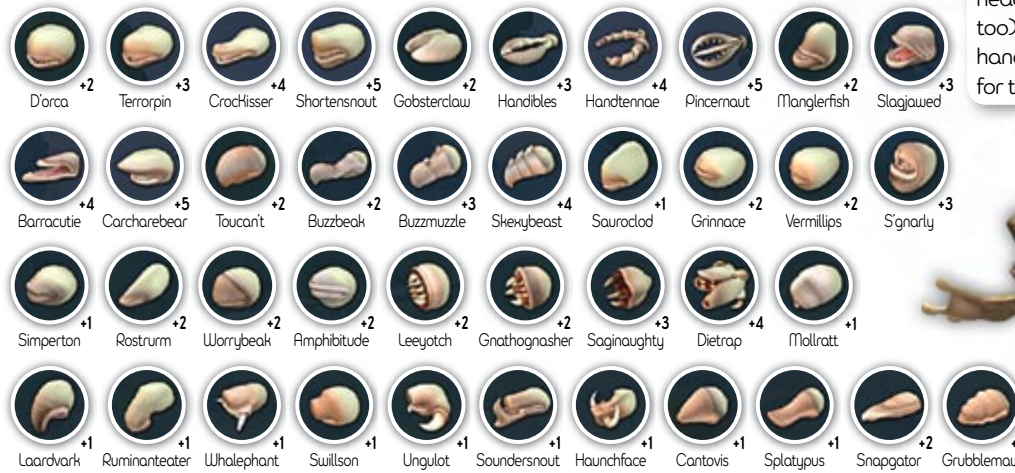 too)
hand
for t
+2 +3 +4 +5 +2 +3 +4 +5 +2 +3
D'orca Terrorpin Crockisser Shortensnout Gobsterclaw Handibles Handtennae Pincernaut Manglerfish Slagjawed
+4 +5 +2 +2 +3 +4 +1 +2 +2 +3
Barracutie Carcharebear Toucan't Buzzbeak Buzzmuzzle Skexybeast Sauroclod Grinnace Vermillips S'gnarly
+1 +2 +2 +2 +2 +2 +3 +4 +1
Simperton Rostrurm Worrybeak Amphibitude Leeyotch Gnathognasher Saginaughty Dietrap Mollratt
+1 +1 +1 +1 +1 +1 +1 +1 +1 +2
Laardvark Ruminanteater Whalephant Swillson Ungulot Soundersnout Haunchface Cantovis Splatypus Snapgator Grubblemau